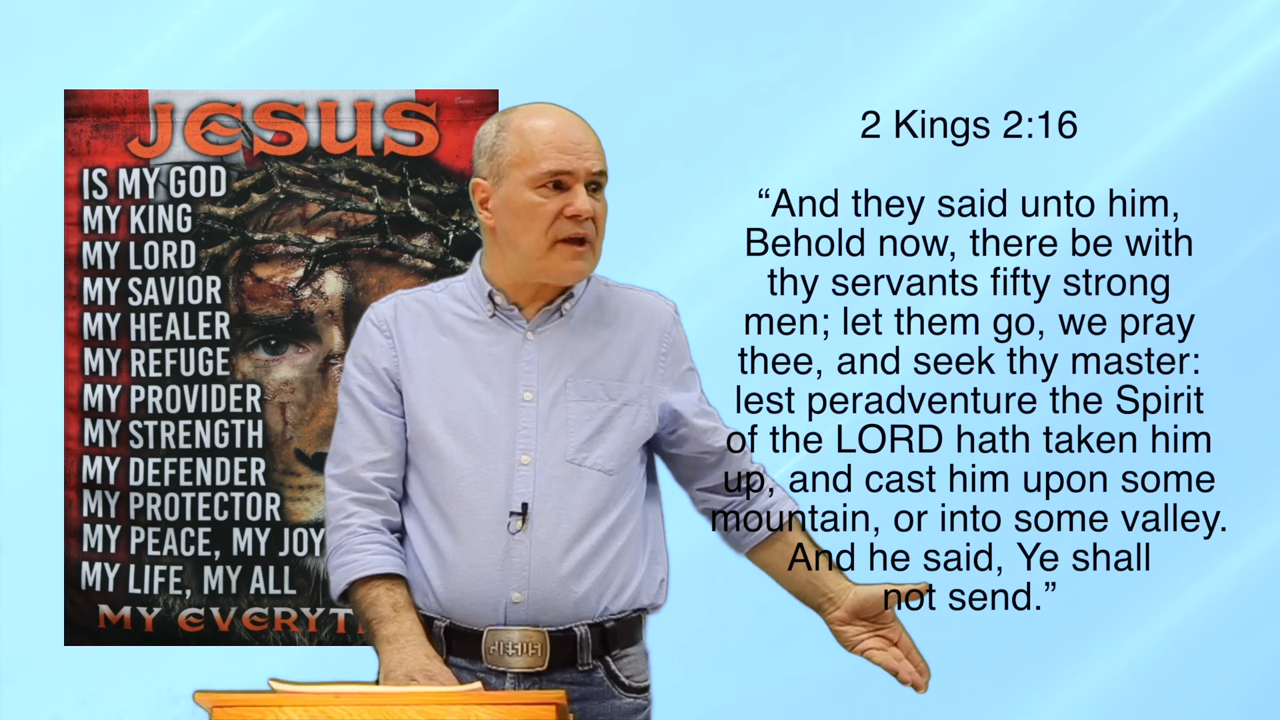 JESUS
IS MY GOD
MY KING
MY LORD
MY SAVIOR
MY HEALER
MY REFUGE
MY PROVIDER
MY STRENGTH
MY DEFENDER
MY PROTECTOR
MY PEACE, MY JOY
MY LIFE, MY ALL
MY EVERYT
JESUS
2 Kings 2:16
“And they said unto him,
Behold now, there be with
thy servants fifty strong
men; let them go, we pray
thee, and seek thy master:
lest peradventure the Spirit
of the LORD hath taken him
up, and cast him upon some
mountain, or into some valley.
And he said, Ye shall
not send.”